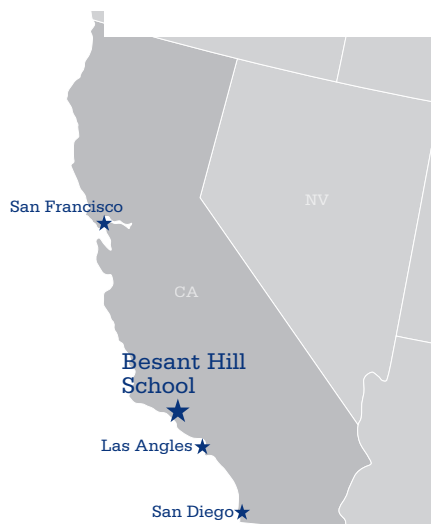 San Francisco
NV
CA
Besant Hill
School
Las Angles
San Diego